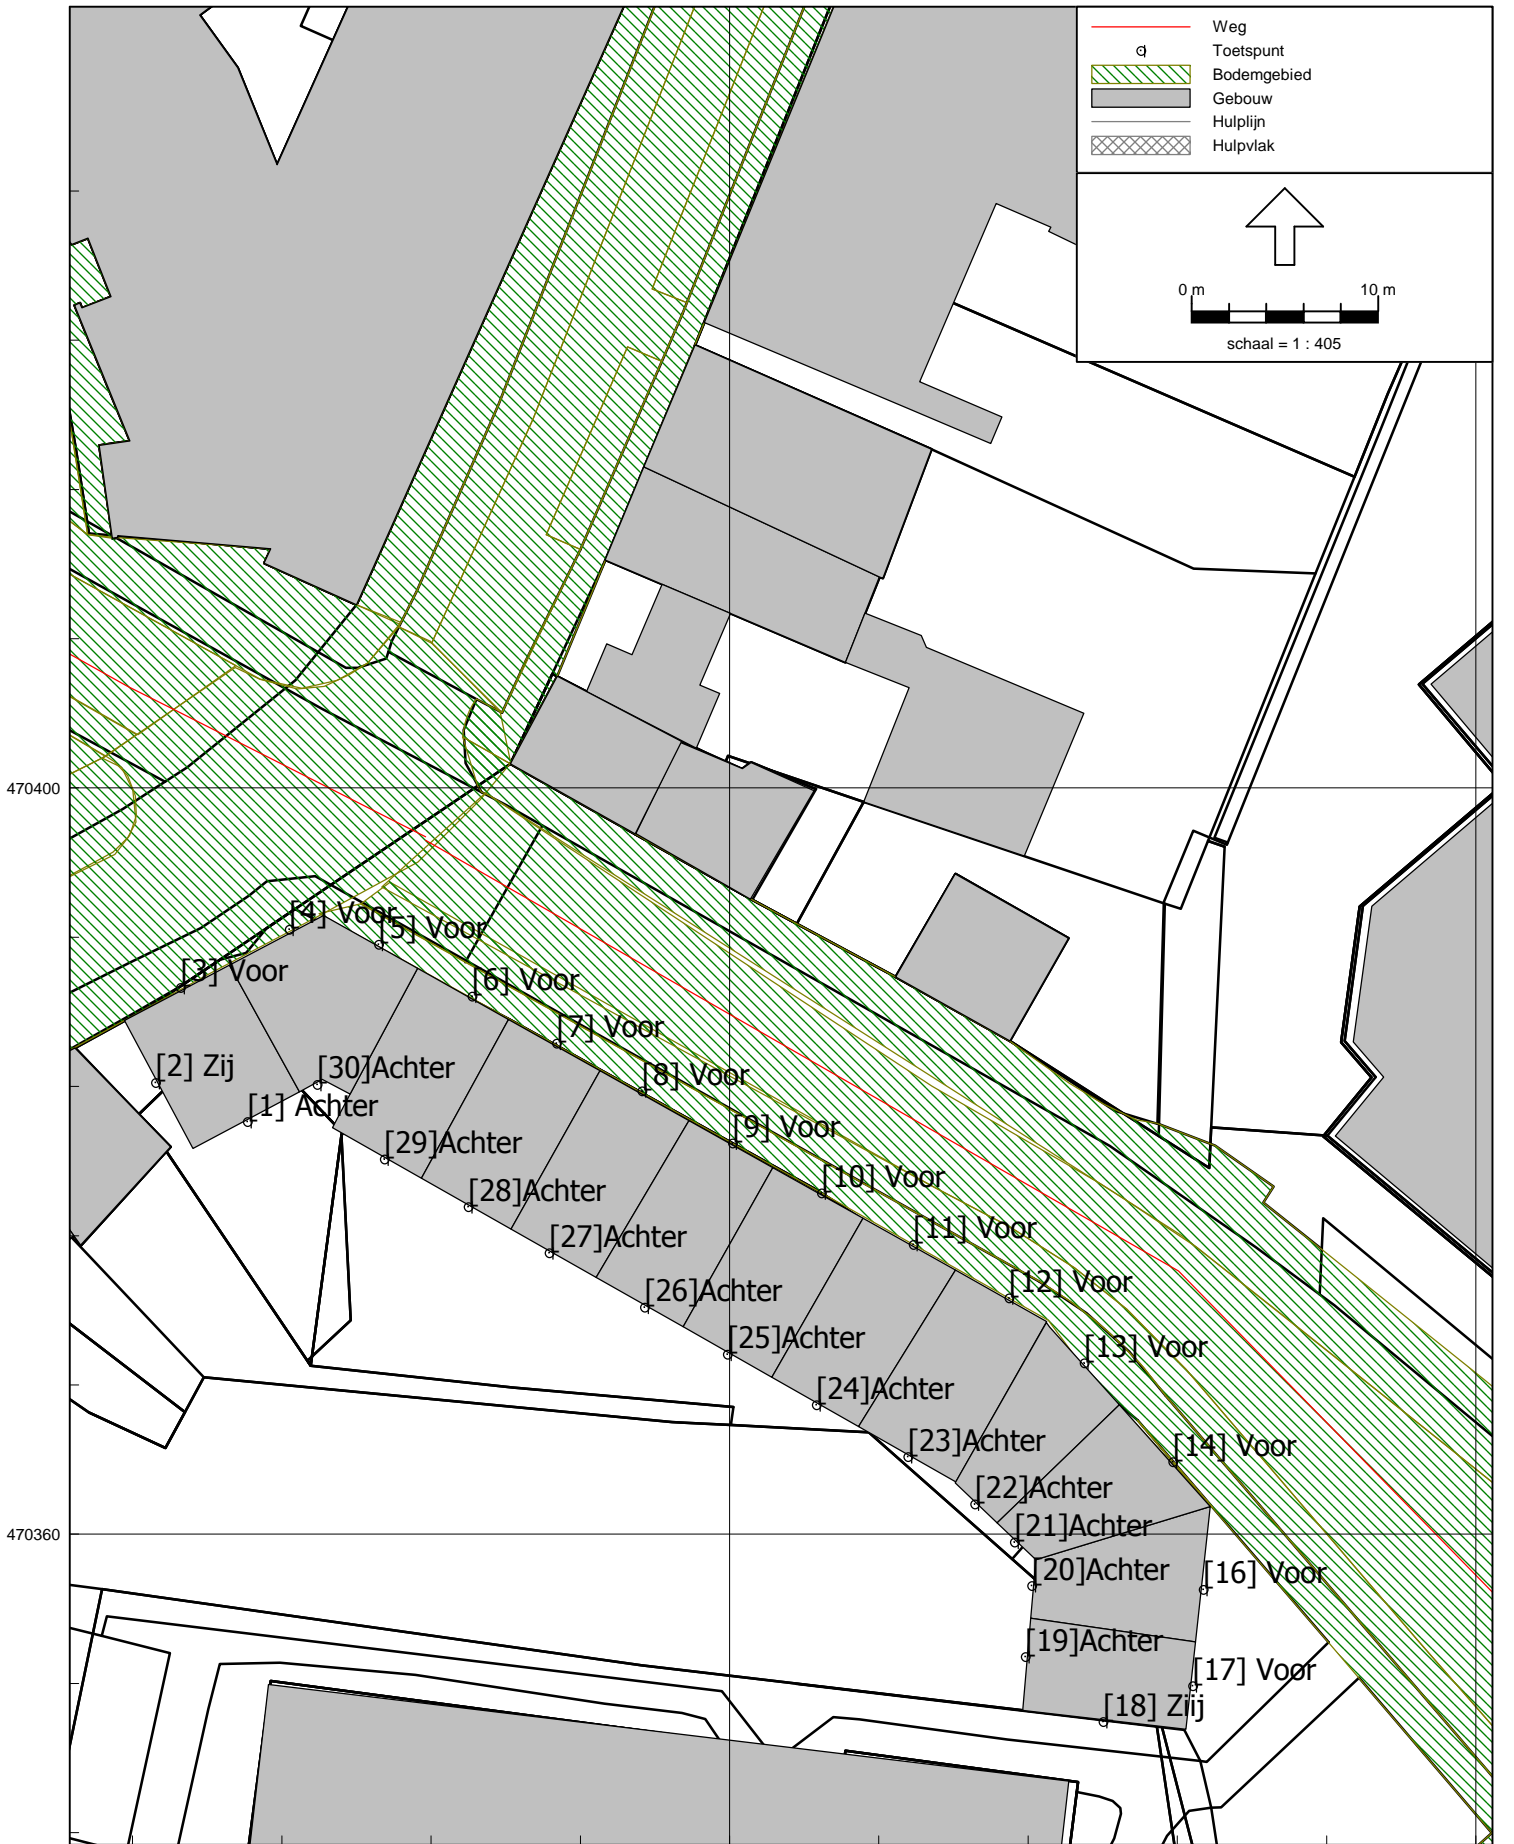 Weg
Toetspunt
Bodemgebied
Gebouw
Hulplijn
Hulpvlak
0 m 10 m
schaal = 1 : 405
470400
[4] Voor
[5] Voor
[3] Voor
[6] Voor
[7] Voor
[2] Zij
[30]Achter
[8] Voor
[1] Achter
[9] Voor
[29]Achter
[10] Voor
[28]Achter
[11] Voor
[27]Achter
[12] Voor
[26]Achter
[25]Achter
[13] Voor
[24]Achter
[23]Achter
[14] Voor
[22]Achter
[21]Achter
470360
[20]Achter
[16] Voor
[19]Achter
[17] Voor
[18] Ziij